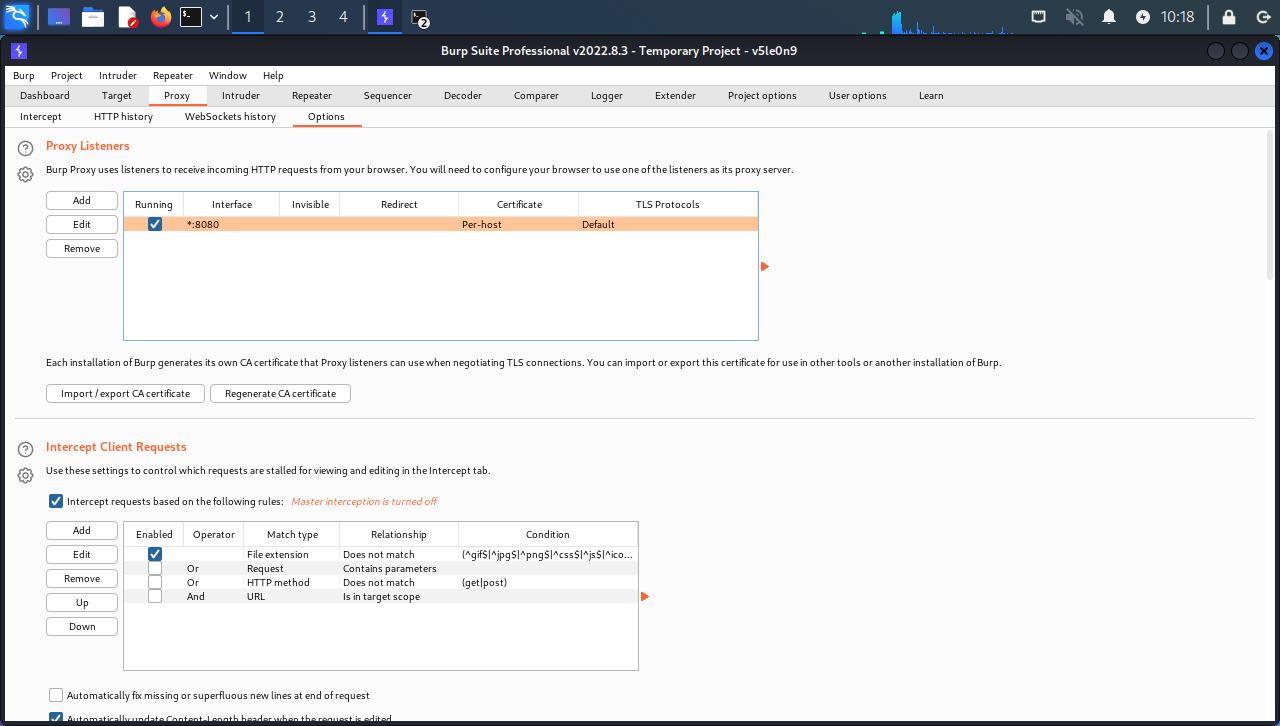 1 2 3 4 2 10:18
Burp Suite Professional v2022.8.3 - Temporary Project - v5le0n9
Burp Project Intruder Repeater Window Help
Dashboard Target Proxy Intruder Repeater Sequencer Decoder Comparer Logger Extender Project options User options Learn
Intercept HTTP history WebSockets history Options
Proxy Listeners
Burp Proxy uses listeners to receive incoming HTTP requests from your browser. You will need to configure your browser to use one of the listeners as its proxy server.
Add
Edit
Remove
Running Interface Invisible Redirect Certificate TLS Protocols
*:8080 Per-host Default
Each installation of Burp generates its own CA certificate that Proxy listeners can use when negotiating TLS connections. You can import or export this certificate for use in other tools or another installation of Burp.
Import / export CA certificate Regenerate CA certificate
Intercept Client Requests
Use these settings to control which requests are stalled for viewing and editing in the Intercept tab.
Intercept requests based on the following rules: Master interception is turned off
Add
Edit
Remove
Up
Down
Enabled Operator Match type Relationship Condition
File extension Does not match (^gif$|^jpg$|^png$|^css$|^js$|^ico...
Or Request Contains parameters
Or HTTP method Does not match (get|post)
And URL Is in target scope
Automatically fix missing or superfluous new lines at end of request
Automatically update Content-Length header when the request is edited